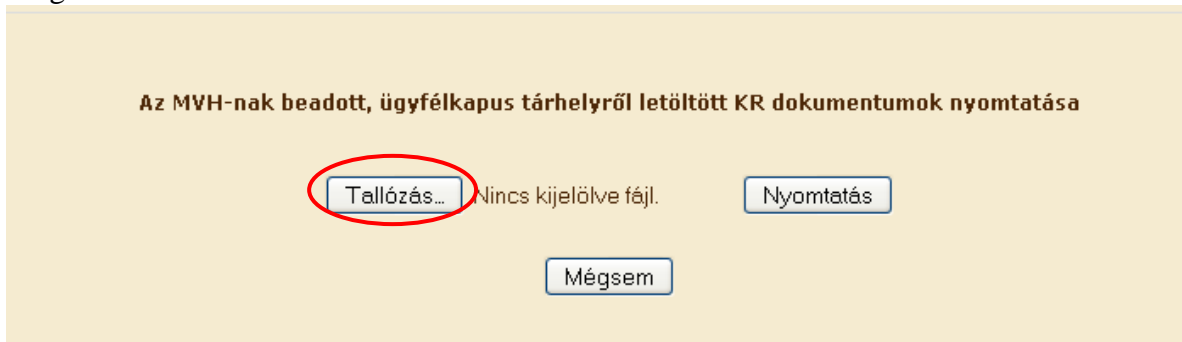 Az MVH-nak beadott, ügyfélkapus tárhelyről letöltött KR dokumentumok nyomtatása
Tallózás... Nincs kijelölve fájl. Nyomtatás
Mégsem